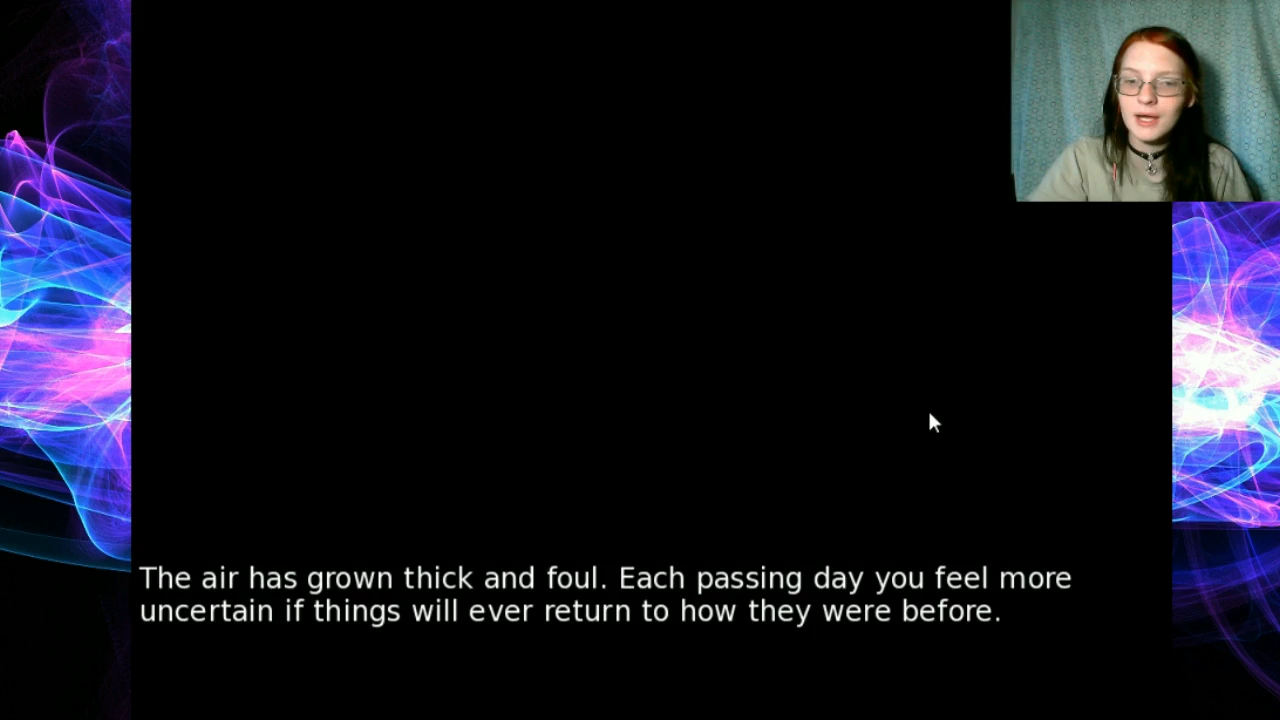 The air has grown thick and foul. Each passing day you feel more
uncertain if things will ever return to how they were before.